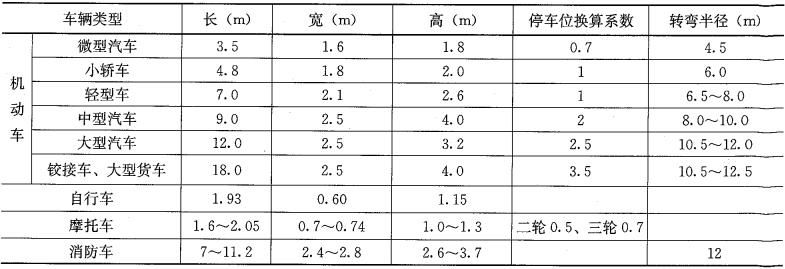 车辆类型 长（m） 宽（m） 高（m） 停车位换算系数 转弯半径（m）
机动车
微型汽车 3.5 1.6 1.8 0.7 4.5
小轿车 4.8 1.8 2.0 1 6.0
轻型车 7.0 2.1 2.6 1 6.5～8.0
中型汽车 9.0 2.5 4.0 2 8.0～10.0
大型汽车 12.0 2.5 3.2 2.5 10.5～12.0
铰接车、大型货车 18.0 2.5 4.0 3.5 10.5～12.5
自行车 1.93 0.60 1.15
摩托车 1.6～2.05 0.7～0.74 1.0～1.3 二轮 0.5、三轮 0.7
消防车 7～11.2 2.4～2.8 2.6～3.7 12